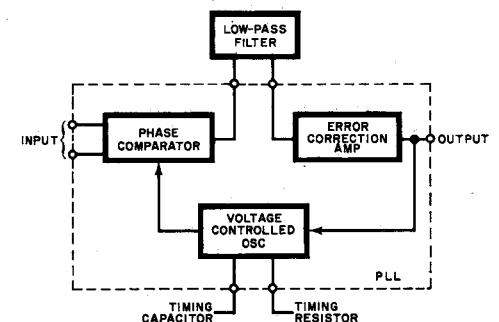 LOW-PASS
FILTER
INPUT
PHASE
COMPARATOR
ERROR
CORRECTION
AMP
OUTPUT
VOLTAGE
CONTROLLED
OSC
PLL
TIMING
CAPACITOR
TIMING
RESISTOR